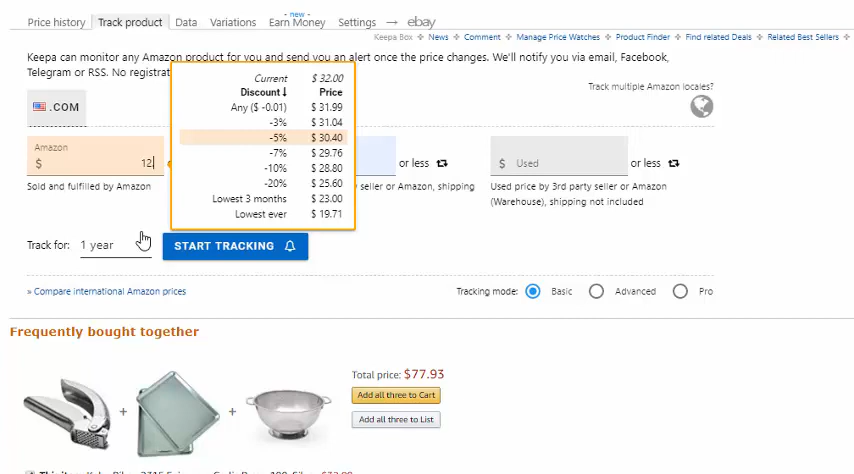 - new -
Price history Track product Data Variations Earn Money Settings → ebay
Keepa Box News Comment Manage Price Watches Product Finder Find related Deals Related Best Sellers
Keepa can monitor any Amazon product for you and send you an alert once the price changes. We'll notify you via email, Facebook,
Telegram or RSS. No
Track multiple Amazon locales?
.COM
Current $ 32.00
Discount↓ Price
Any ($ -0.01) $ 31.99
-3% $ 31.04
-5% $ 30.40
-7% $ 29.76
-10% $ 28.80
-20% $ 25.60
Lowest 3 months $ 23.00
Lowest ever $ 19.71
Amazon
$ 12
or less
$ Used
or less
Sold and fulfilled by Amazon
seller or Amazon, shipping
Used price by 3rd party seller or Amazon
(Warehouse), shipping not included
Track for: 1 year START TRACKING
» Compare international Amazon prices
Tracking mode: Basic Advanced Pro
Frequently bought together
+ +
Total price: $77.93
Add all three to Cart
Add all three to List